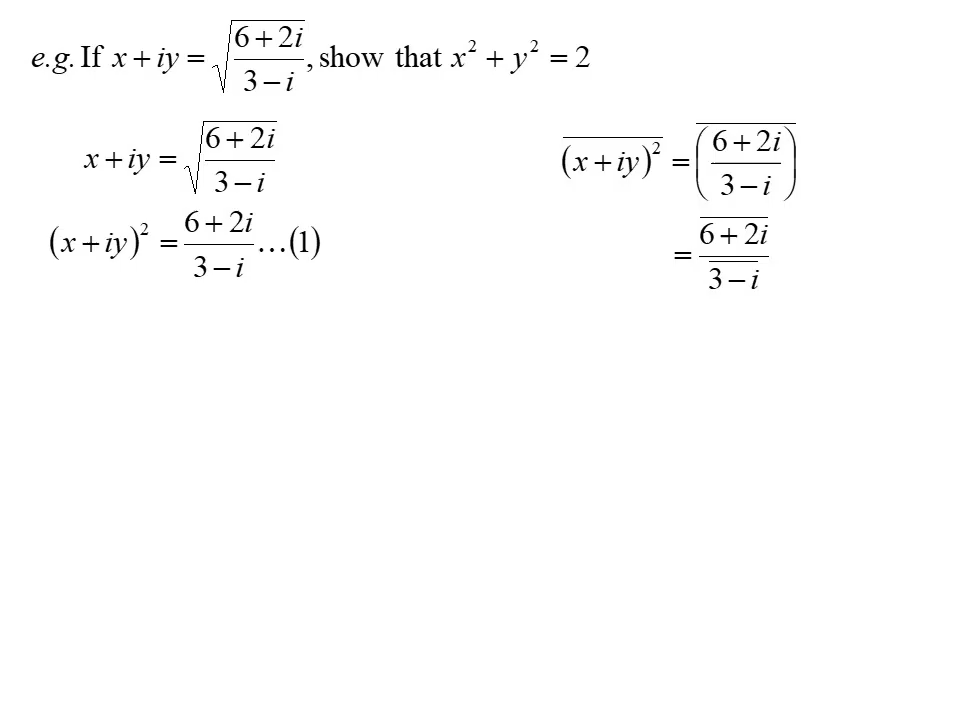 e.g. If x + iy = √((6 + 2i)/(3 − i)), show that x² + y² = 2
x + iy = √((6 + 2i)/(3 − i))
(x + iy)² = (6 + 2i)/(3 − i) …(1)
\overline{(x + iy)²} = \overline{((6 + 2i)/(3 − i))}
= \overline{6 + 2i}/\overline{3 − i}